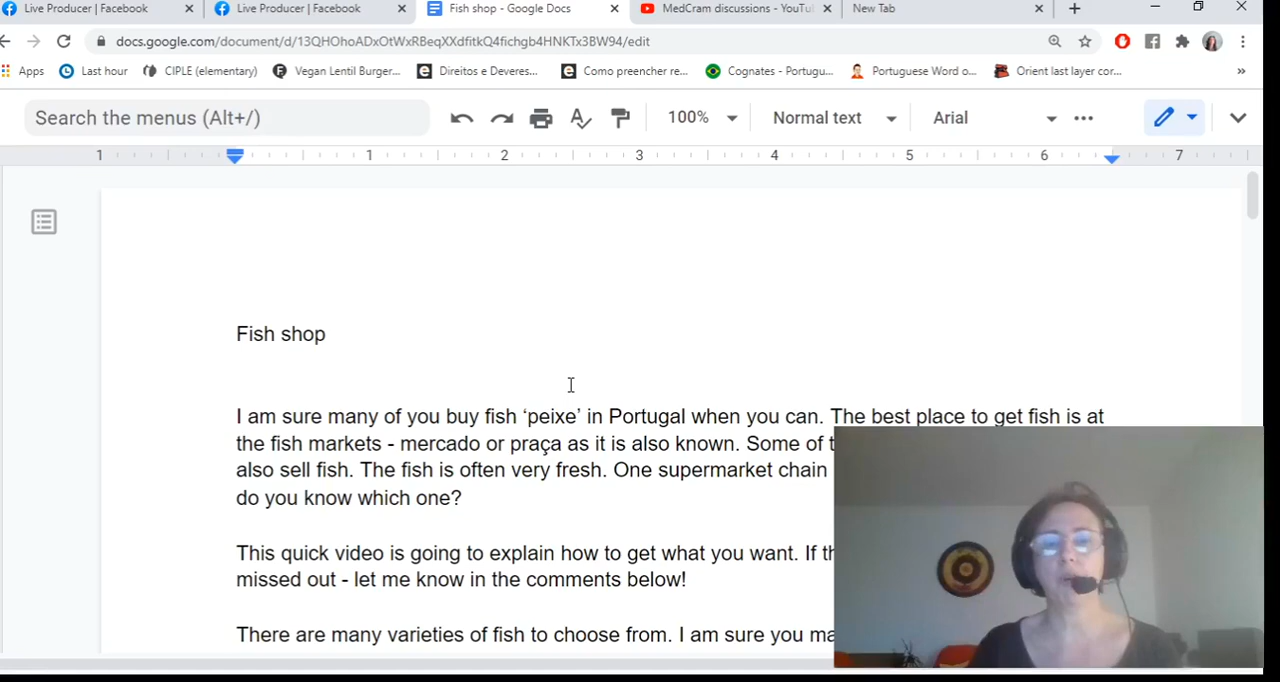 Live Producer | Facebook
Live Producer | Facebook
Fish shop - Google Docs
MedCram discussions - YouTu
New Tab
docs.google.com/document/d/13QHOhoADxOtWxRBeqXXdfitkQ4fichgb4HNKTx3BW94/edit
Apps
Last hour
CIPLE (elementary)
Vegan Lentil Burger...
Direitos e Deveres...
Como preencher re...
Cognates - Portugu...
Portuguese Word o...
Orient last layer cor...
Search the menus (Alt+/)
100%
Normal text
Arial
1 1 2 3 4 5 6 7
Fish shop
I am sure many of you buy fish ‘peixe’ in Portugal when you can. The best place to get fish is at
the fish markets - mercado or praça as it is also known. Some of t
also sell fish. The fish is often very fresh. One supermarket chain
do you know which one?
This quick video is going to explain how to get what you want. If th
missed out - let me know in the comments below!
There are many varieties of fish to choose from. I am sure you ma